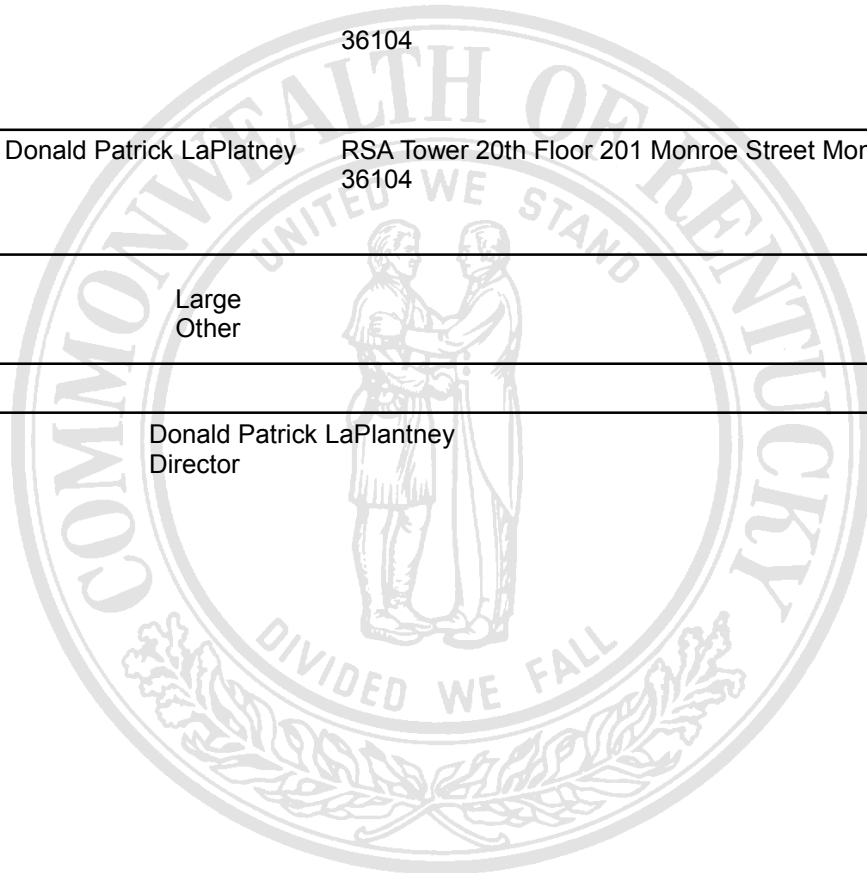 36104
Donald Patrick LaPlatney RSA Tower 20th Floor 201 Monroe Street
36104
Large
Other
Donald Patrick LaPlantney
Director
COMMONWEALTH OF KENTUCKY
UNITED WE STAND
DIVIDED WE FALL